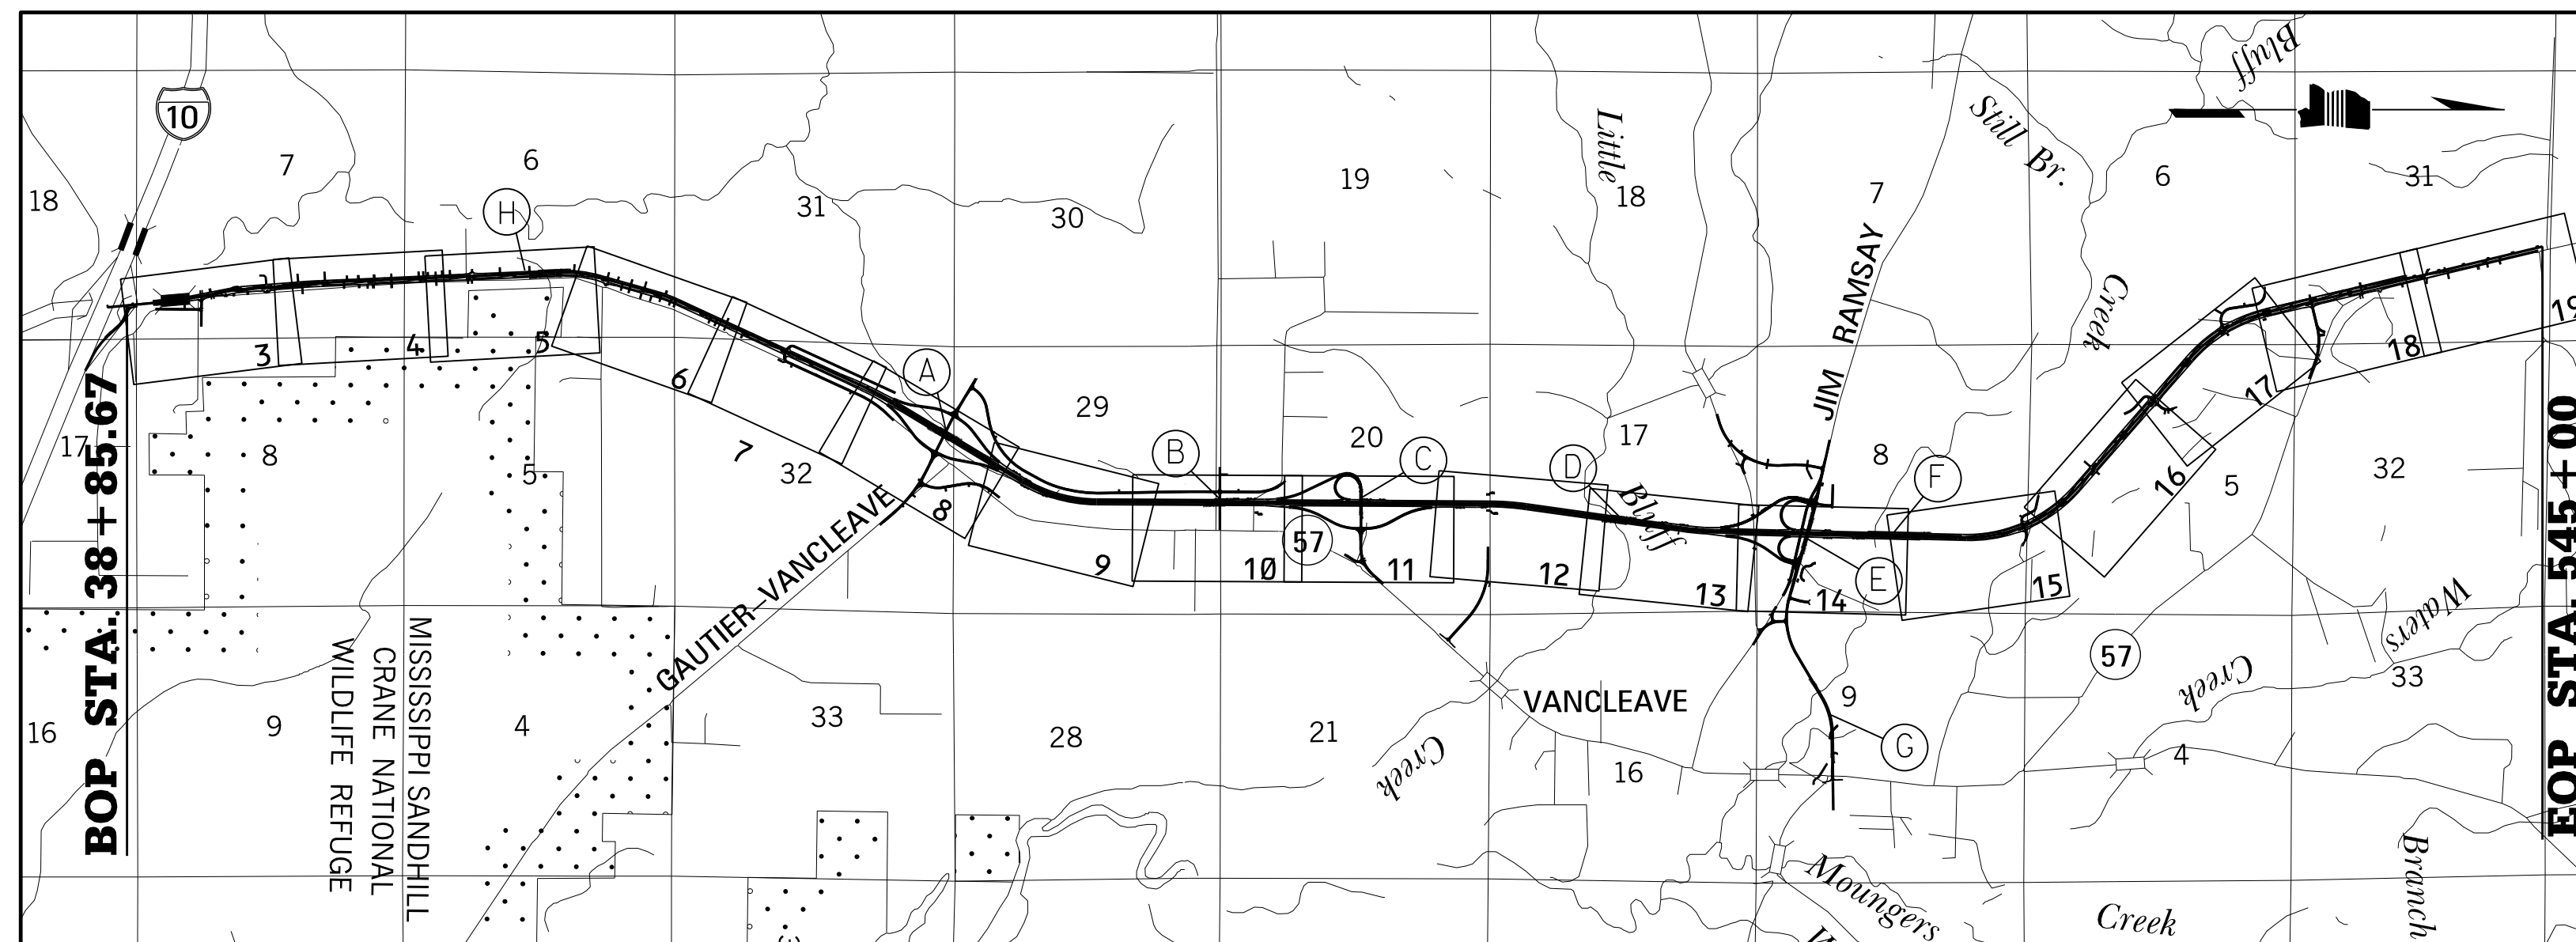 Bluff
10
Little
Still Br.
7
6
18
31
19
30
18
7
6
31
H
JIM RAMSAY
Creek
3
4
5
6
7
8
9
10
11
12
13
14
15
16
17
18
19
A
B
C
D
E
F
G
57
57
BOP STA. 38+85.67
EOP STA. 545+00
17
8
5
32
29
20
17
8
5
32
Bluff
GAUTIER-VANCLEAVE
MISSISSIPPI SANDHILL
CRANE NATIONAL
WILDLIFE REFUGE
VANCLEAVE
16
9
4
33
28
21
16
9
4
33
Creek
Creek
Waters
Moungers
Creek
Branch